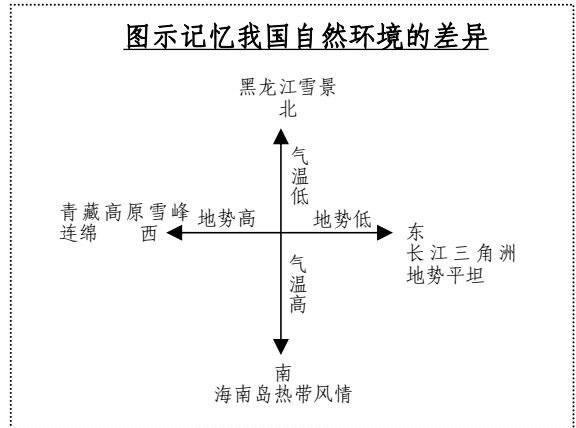 图示记忆我国自然环境的差异
黑龙江雪景
北
气温低
青藏高原雪峰
连绵 西
地势高
地势低
东
长江三角洲
地势平坦
气温高
南
海南岛热带风情